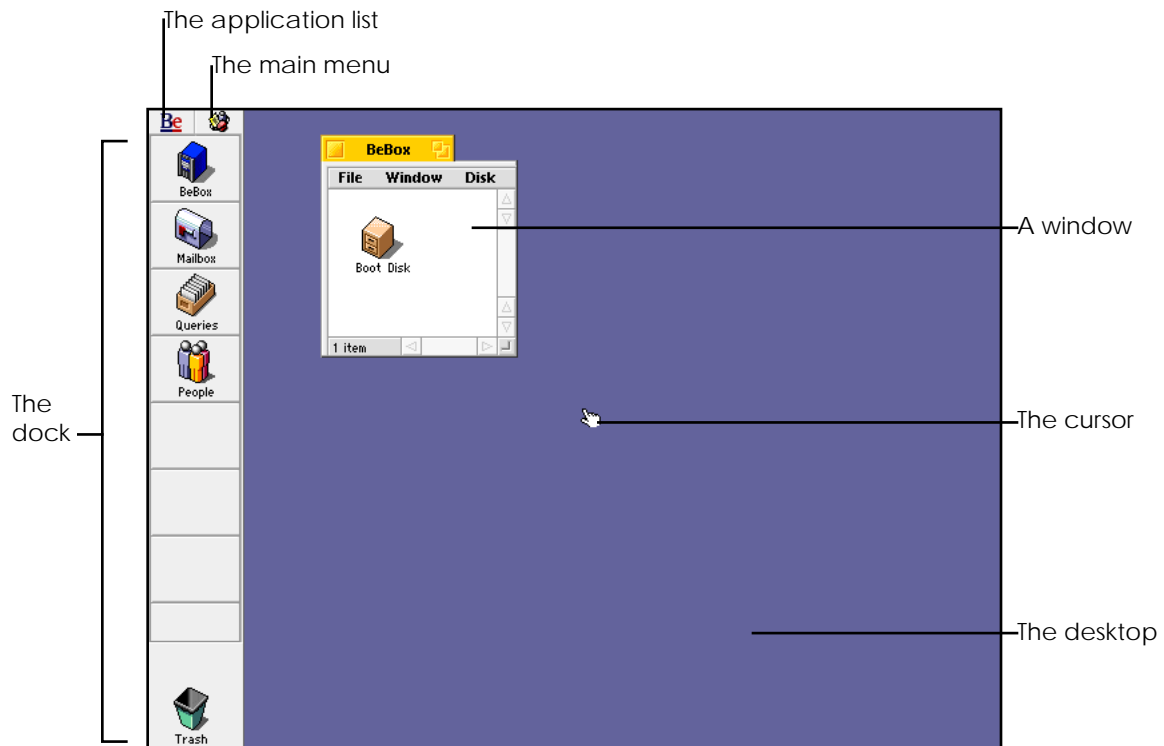 The application list
The main menu
Be
BeBox
BeBox
File Window Disk
Boot Disk
1 item
Mailbox
Queries
People
Trash
The
dock
A window
The cursor
The desktop